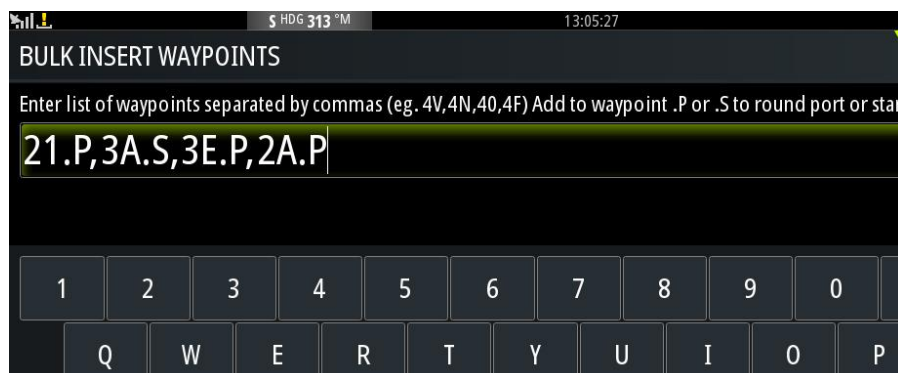 S HDG 313 °M 13:05:27
BULK INSERT WAYPOINTS
Enter list of waypoints separated by commas (eg. 4V,4N,4O,4F) Add to waypoint .P or .S to round port or star
21.P,3A.S,3E.P,2A.P
1 2 3 4 5 6 7 8 9 0
Q W E R T Y U I O P